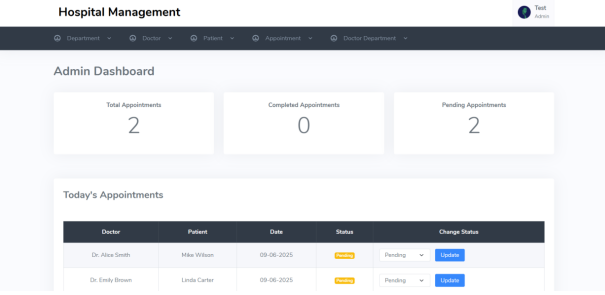 Hospital Management
Test
Admin
Department Doctor Patient Appointment Doctor Department
Admin Dashboard
Total Appointments Completed Appointments Pending Appointments
2 0 2
Today's Appointments
Doctor Patient Date Status Change Status
Dr. Alice Smith Mike Wilson 09-06-2025 Pending Pending Update
Dr. Emily Brown Linda Carter 09-06-2025 Pending Pending Update